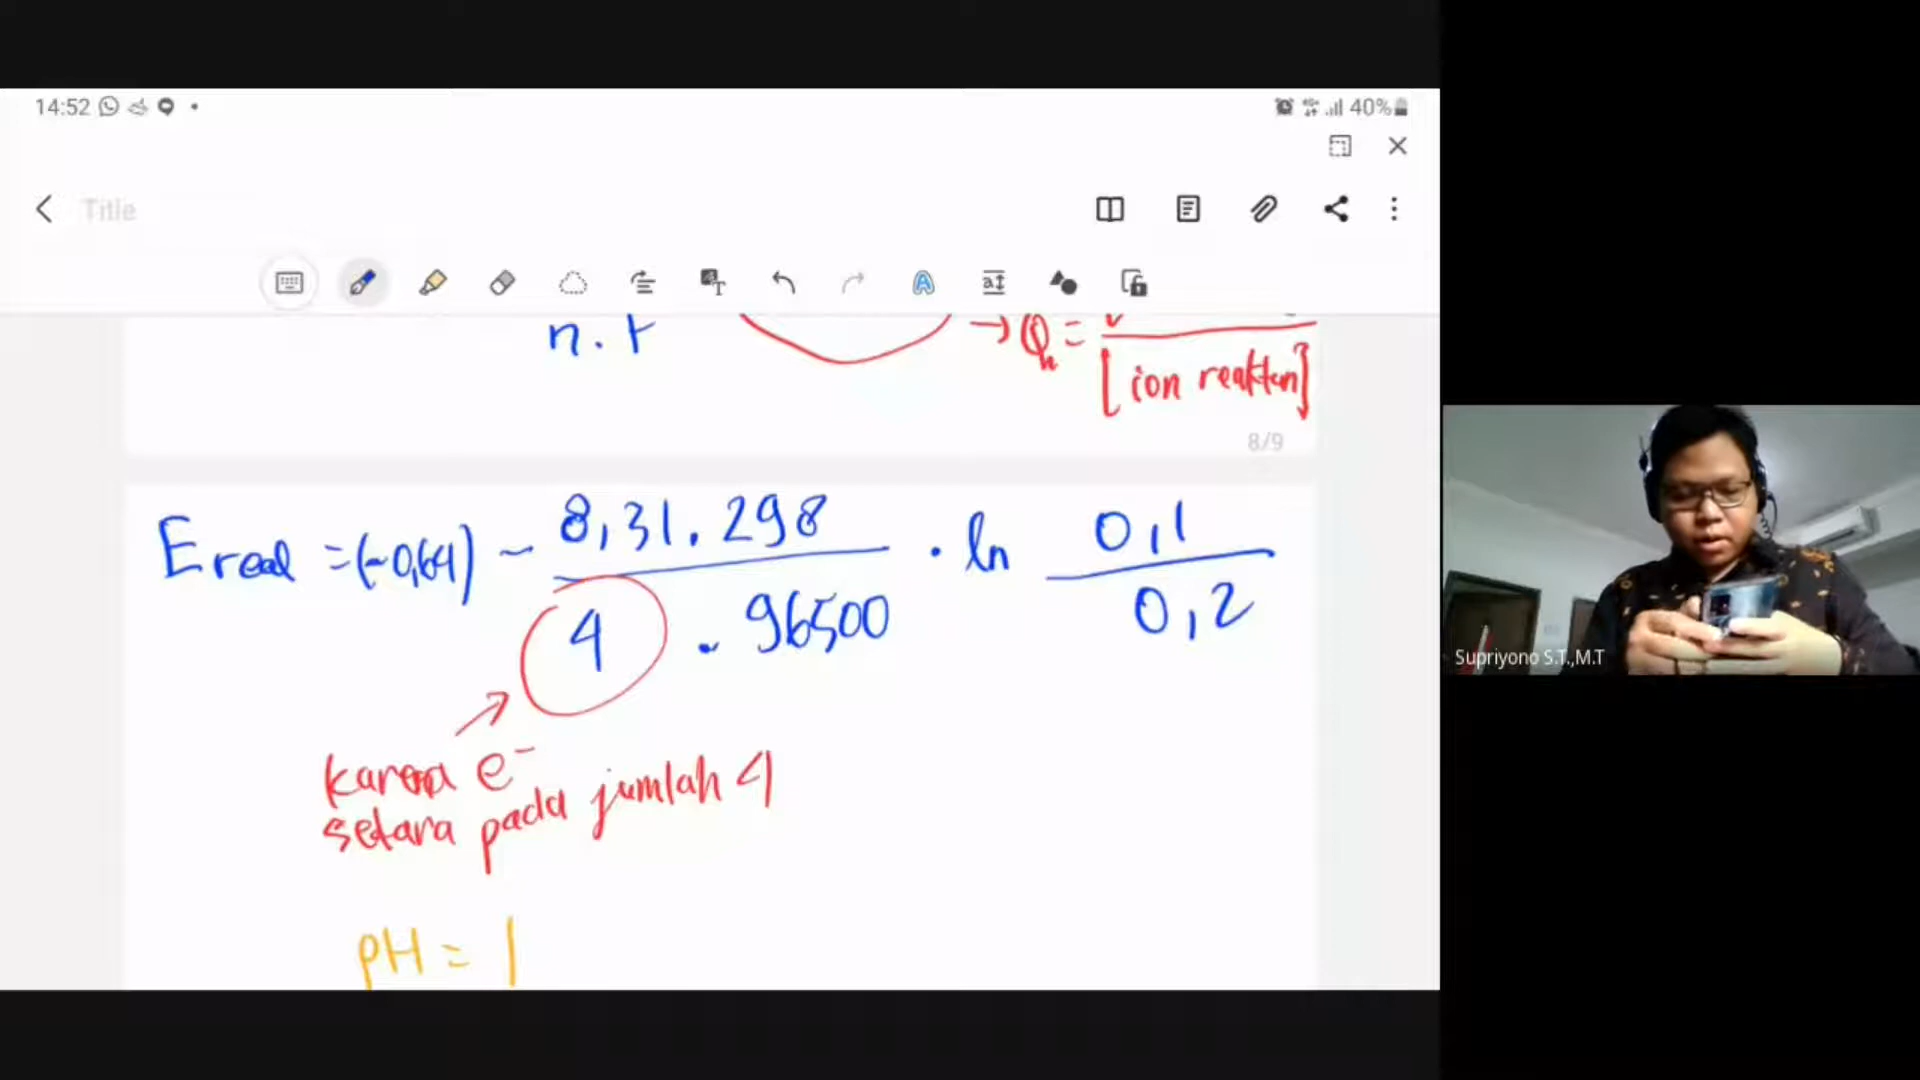 14:52
40%
Title
n . F
→ Q =
[ion reaktan]
8/9
E real = (-0,64) - 8,31 . 298 . ln 0,1
4 . 96500 0,2
karena e-
setara pada jumlah 4
pH = 1
Supriyono S.T.,M.T